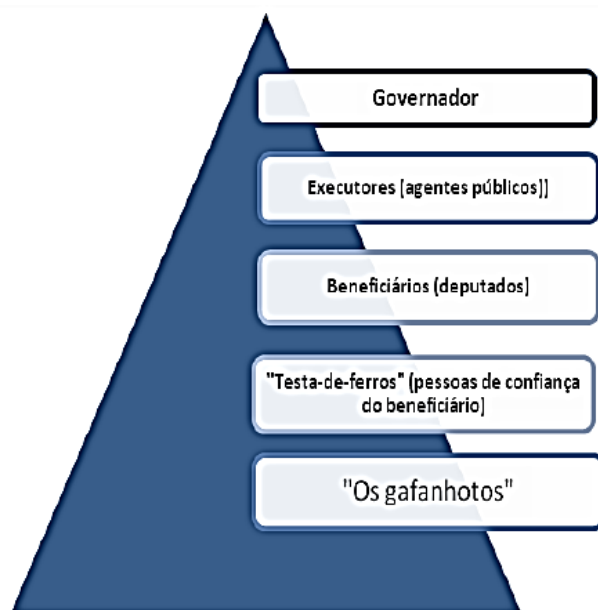 Governador
Executores (agentes públicos))
Beneficiários (deputados)
"Testa-de-ferros" (pessoas de confiança
do beneficiário)
"Os gafanhotos"